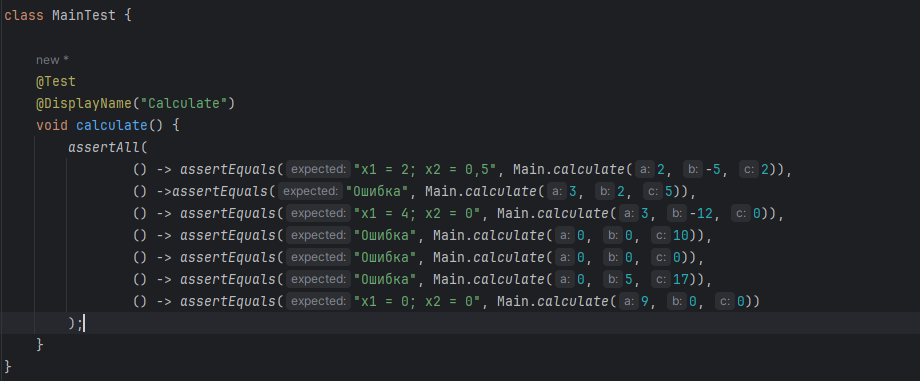 class MainTest {
new *
@Test
@DisplayName("Calculate")
void calculate() {
assertAll(
() -> assertEquals( expected: "x1 = 2; x2 = 0,5", Main.calculate( a: 2, b: -5, c: 2)),
() ->assertEquals( expected: "Ошибка", Main.calculate( a: 3, b: 2, c: 5)),
() -> assertEquals( expected: "x1 = 4; x2 = 0", Main.calculate( a: 3, b: -12, c: 0)),
() -> assertEquals( expected: "Ошибка", Main.calculate( a: 0, b: 0, c: 10)),
() -> assertEquals( expected: "Ошибка", Main.calculate( a: 0, b: 0, c: 0)),
() -> assertEquals( expected: "Ошибка", Main.calculate( a: 0, b: 5, c: 17)),
() -> assertEquals( expected: "x1 = 0; x2 = 0", Main.calculate( a: 9, b: 0, c: 0))
);
}
}